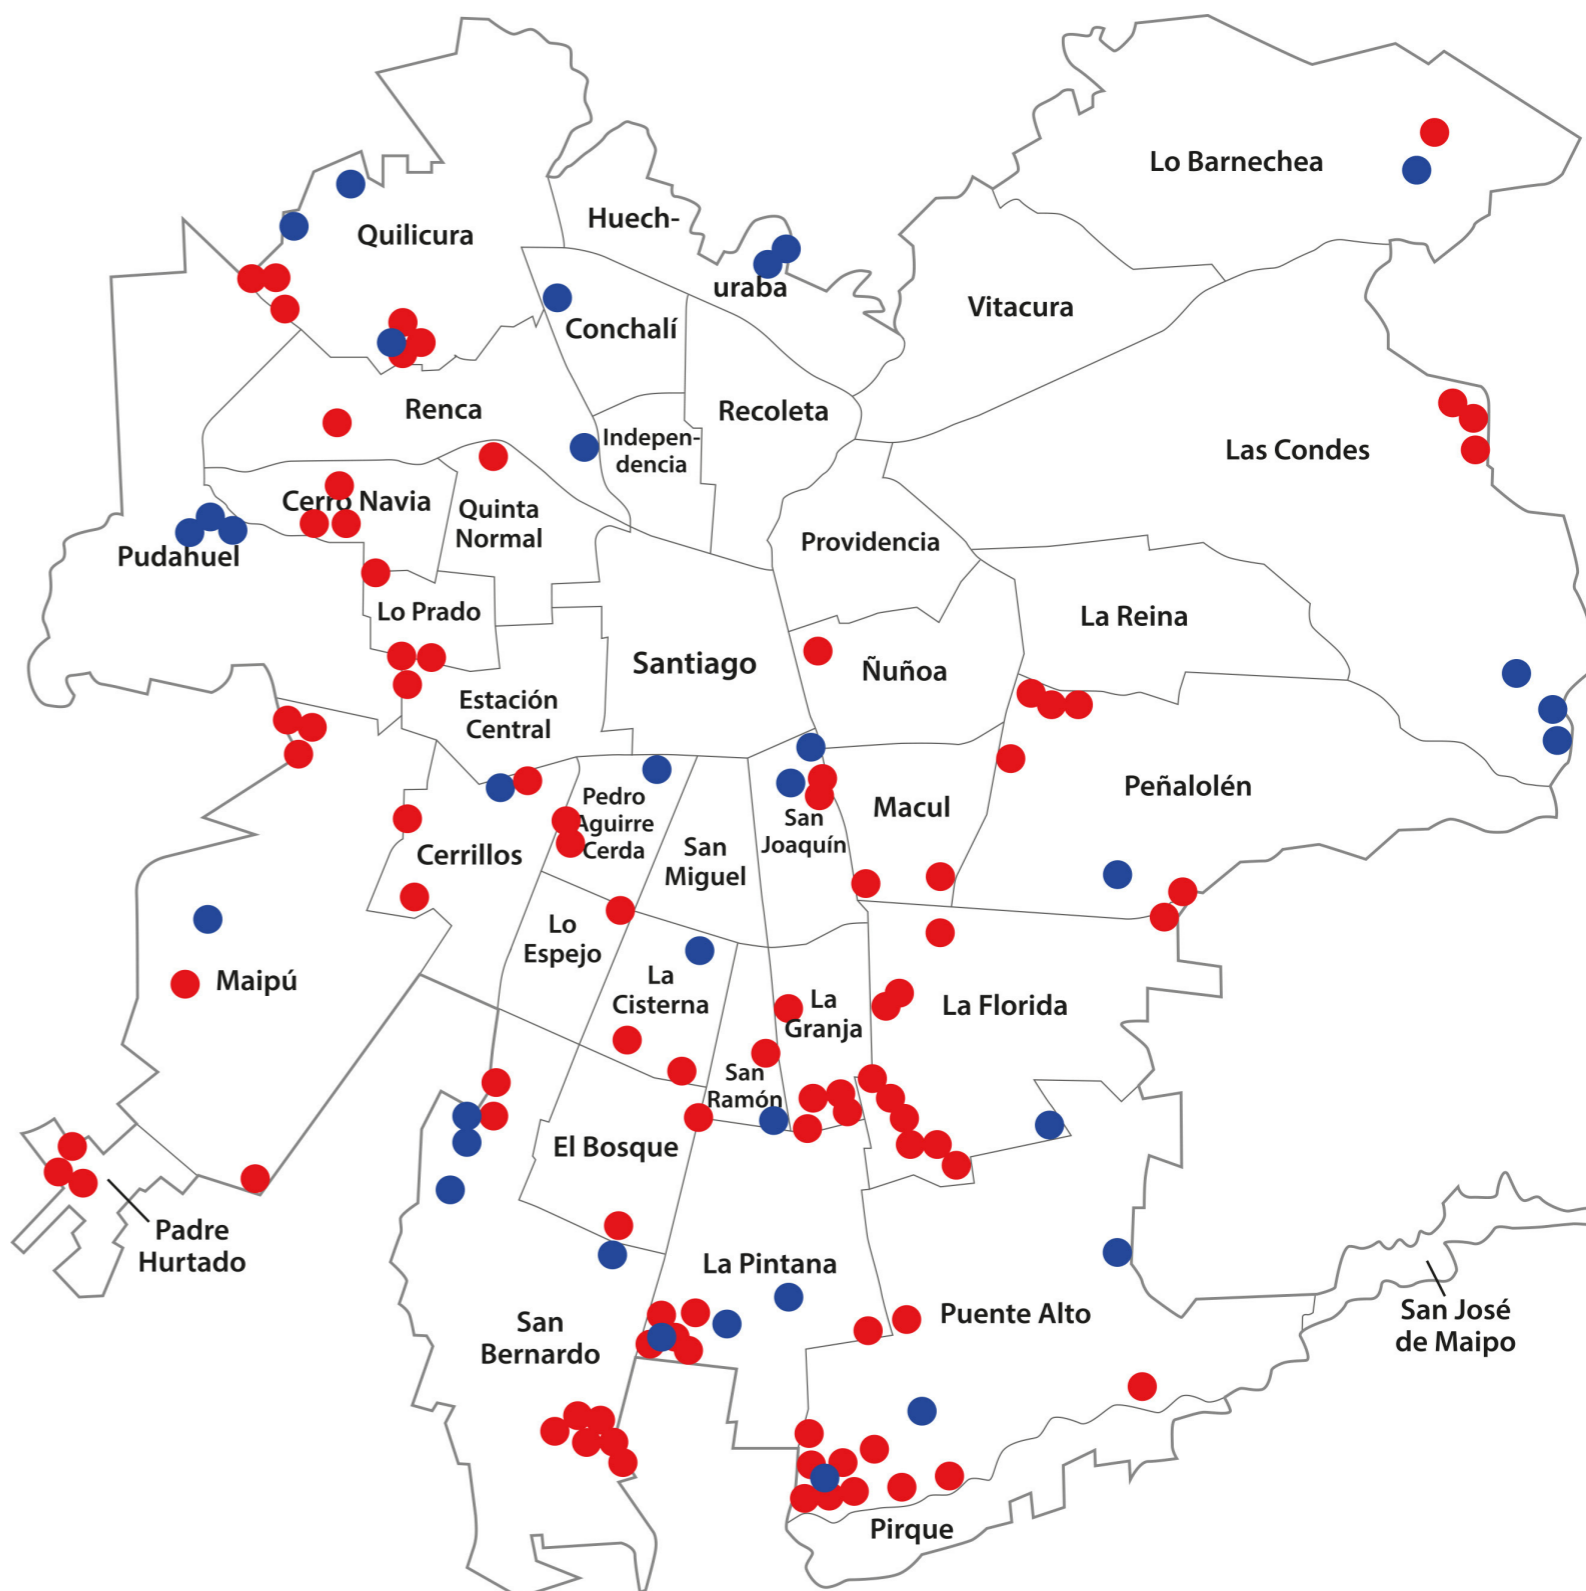 Lo Barnechea
Huech-
uraba
Quilicura
Vitacura
Conchalí
Renca
Recoleta
Indepen-
dencia
Las Condes
Cerro Navia
Quinta
Normal
Pudahuel
Providencia
Lo Prado
La Reina
Santiago
Ñuñoa
Estación
Central
Peñalolén
Pedro
Aguirre
Cerda
Macul
San
Joaquín
Cerrillos
San
Miguel
Lo
Espejo
Maipú
La
Cisterna
La
Granja
La Florida
San
Ramón
El Bosque
Padre
Hurtado
La Pintana
Puente Alto
San José
de Maipo
San
Bernardo
Pirque